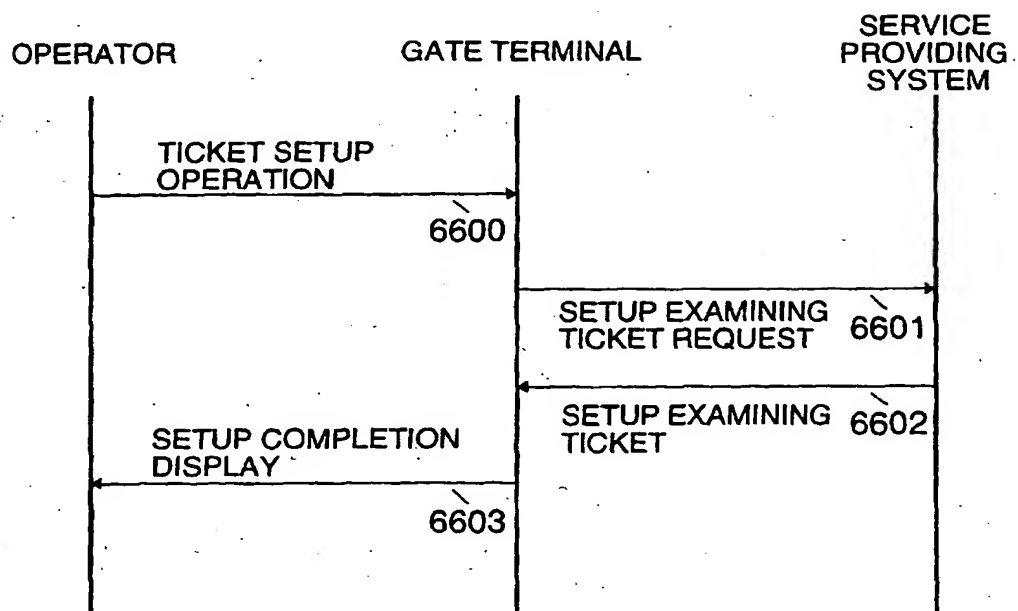 OPERATOR
GATE TERMINAL
SERVICE
PROVIDING
SYSTEM
TICKET SETUP
OPERATION
6600
SETUP EXAMINING
TICKET REQUEST
6601
SETUP EXAMINING
TICKET
6602
SETUP COMPLETION
DISPLAY
6603